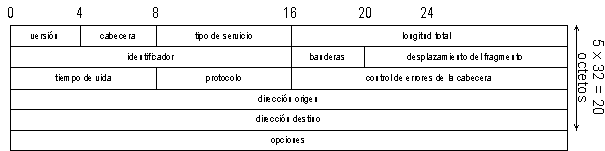 0 4 8 16 20 24
versión cabecera tipo de servicio longitud total
identificador banderas desplazamiento del fragmento
tiempo de vida protocolo control de errores de la cabecera
dirección origen
dirección destino
opciones
5 x 32 = 20
octetos